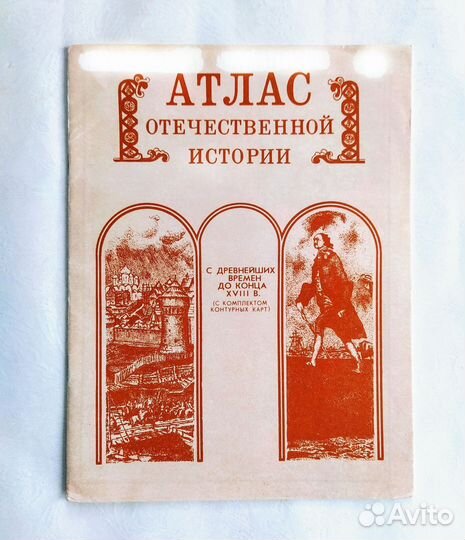 АТЛАС
ОТЕЧЕСТВЕННОЙ
ИСТОРИИ
С ДРЕВНЕЙШИХ
ВРЕМЕН
ДО КОНЦА
XVIII В.
(С КОМПЛЕКТОМ
КОНТУРНЫХ КАРТ)
Avito